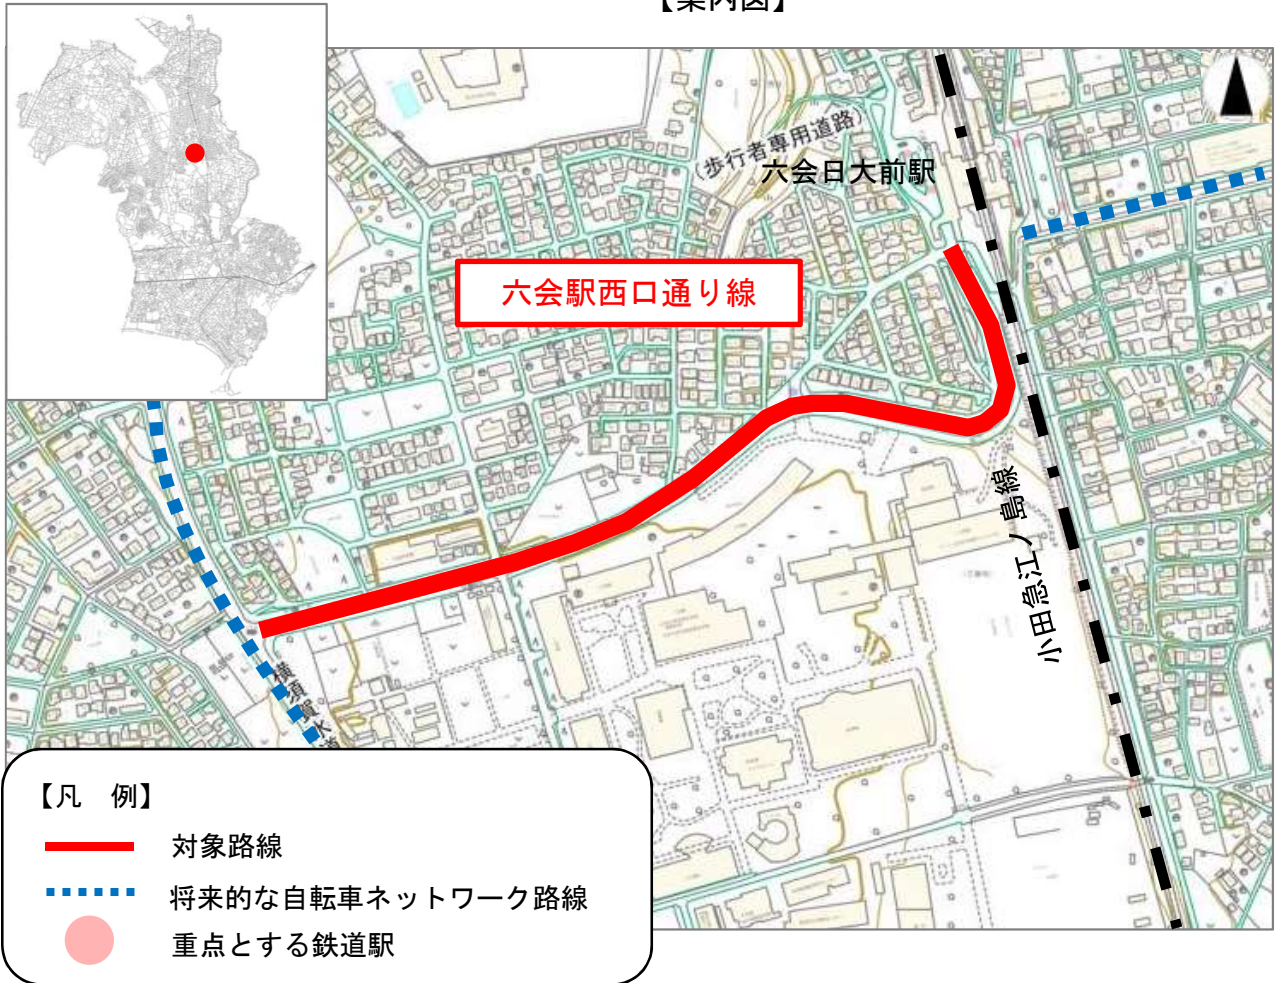 【案内図】
(歩行者専用道路)
六会日大前駅
六会駅西口通り線
小田急江ノ島線
横須賀水道
【凡　例】
対象路線
将来的な自転車ネットワーク路線
重点とする鉄道駅